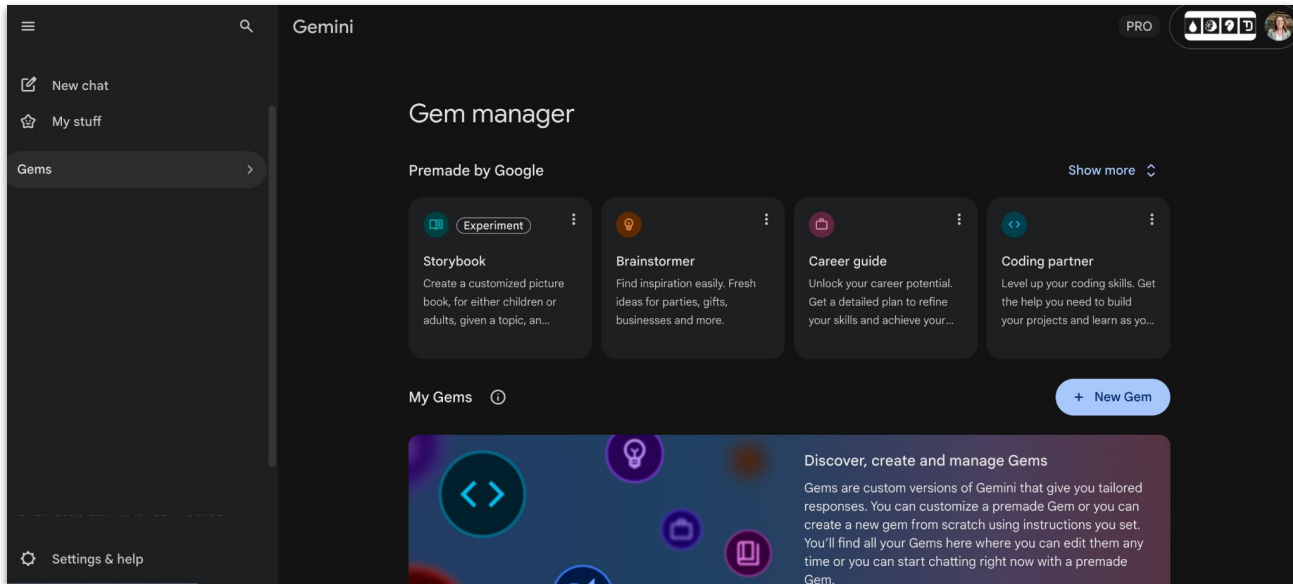 Gemini
PRO
New chat
My stuff
Gems
Settings & help
Gem manager
Premade by Google
Show more
Experiment
Storybook
Create a customized picture
book, for either children or
adults, given a topic, an...
Brainstormer
Find inspiration easily. Fresh
ideas for parties, gifts,
businesses and more.
Career guide
Unlock your career potential.
Get a detailed plan to refine
your skills and achieve your...
Coding partner
Level up your coding skills. Get
the help you need to build
your projects and learn as yo...
My Gems
+ New Gem
Discover, create and manage Gems
Gems are custom versions of Gemini that give you tailored
responses. You can customize a premade Gem or you can
create a new gem from scratch using instructions you set.
You'll find all your Gems here where you can edit them any
time or you can start chatting right now with a premade
Gem.